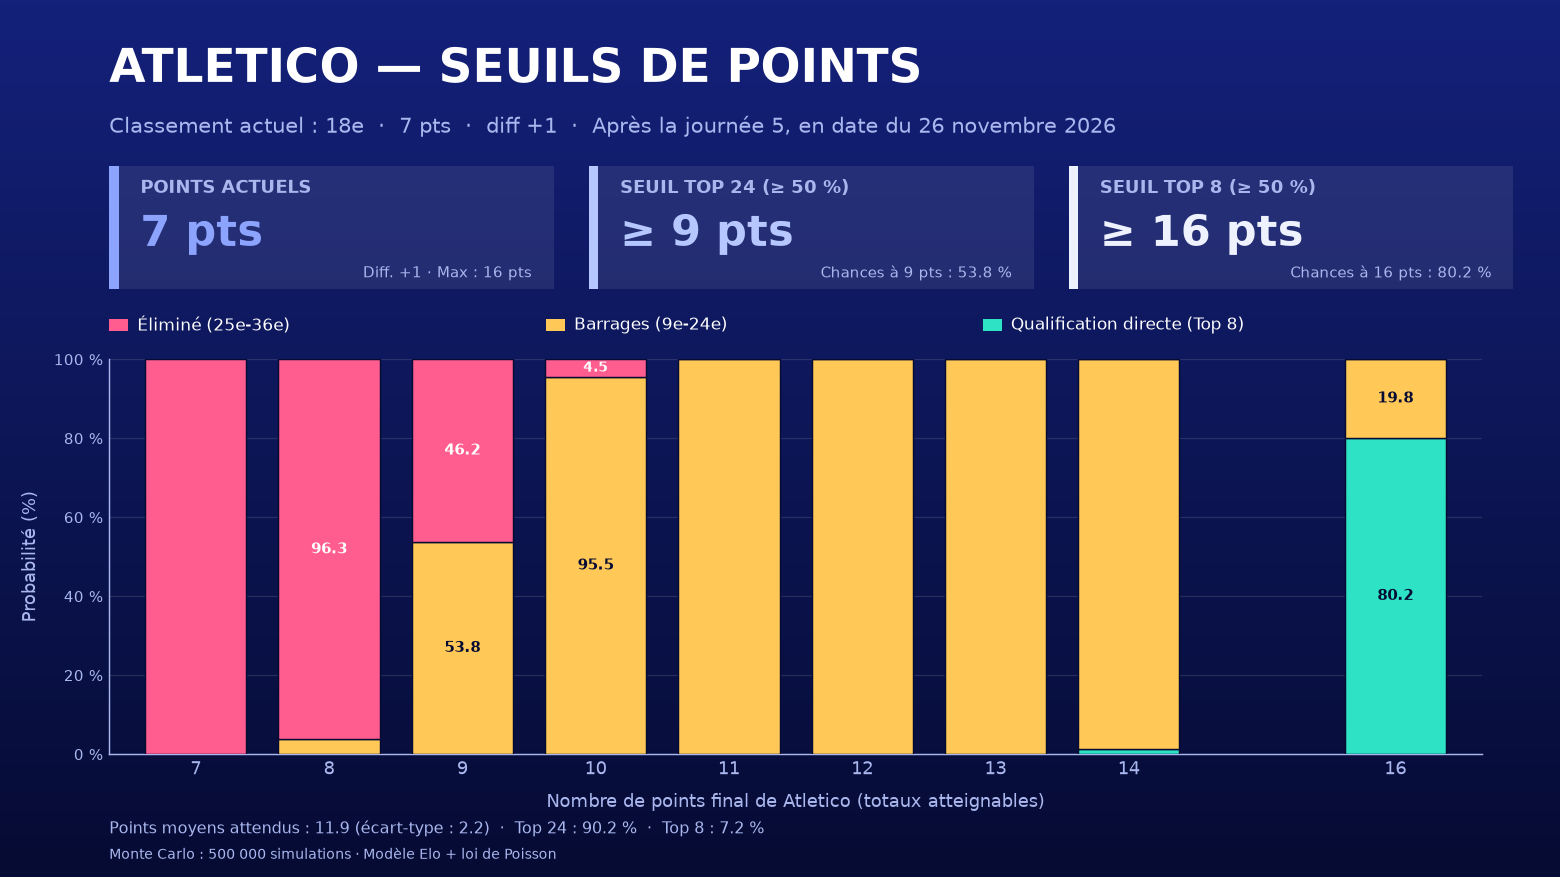 ATLETICO — SEUILS DE POINTS
Classement actuel : 18e · 7 pts · diff +1 · Après la journée 5, en date du 26 novembre 2026
POINTS ACTUELS
7 pts
Diff. +1 · Max : 16 pts
SEUIL TOP 24 (≥ 50 %)
≥ 9 pts
Chances à 9 pts : 53.8 %
SEUIL TOP 8 (≥ 50 %)
≥ 16 pts
Chances à 16 pts : 80.2 %
Éliminé (25e-36e)
Barrages (9e-24e)
Qualification directe (Top 8)
Probabilité (%)
100 %
80 %
60 %
40 %
20 %
0 %
96.3
46.2
53.8
4.5
95.5
19.8
80.2
7 8 9 10 11 12 13 14 16
Nombre de points final de Atletico (totaux atteignables)
Points moyens attendus : 11.9 (écart-type : 2.2) · Top 24 : 90.2 % · Top 8 : 7.2 %
Monte Carlo : 500 000 simulations · Modèle Elo + loi de Poisson